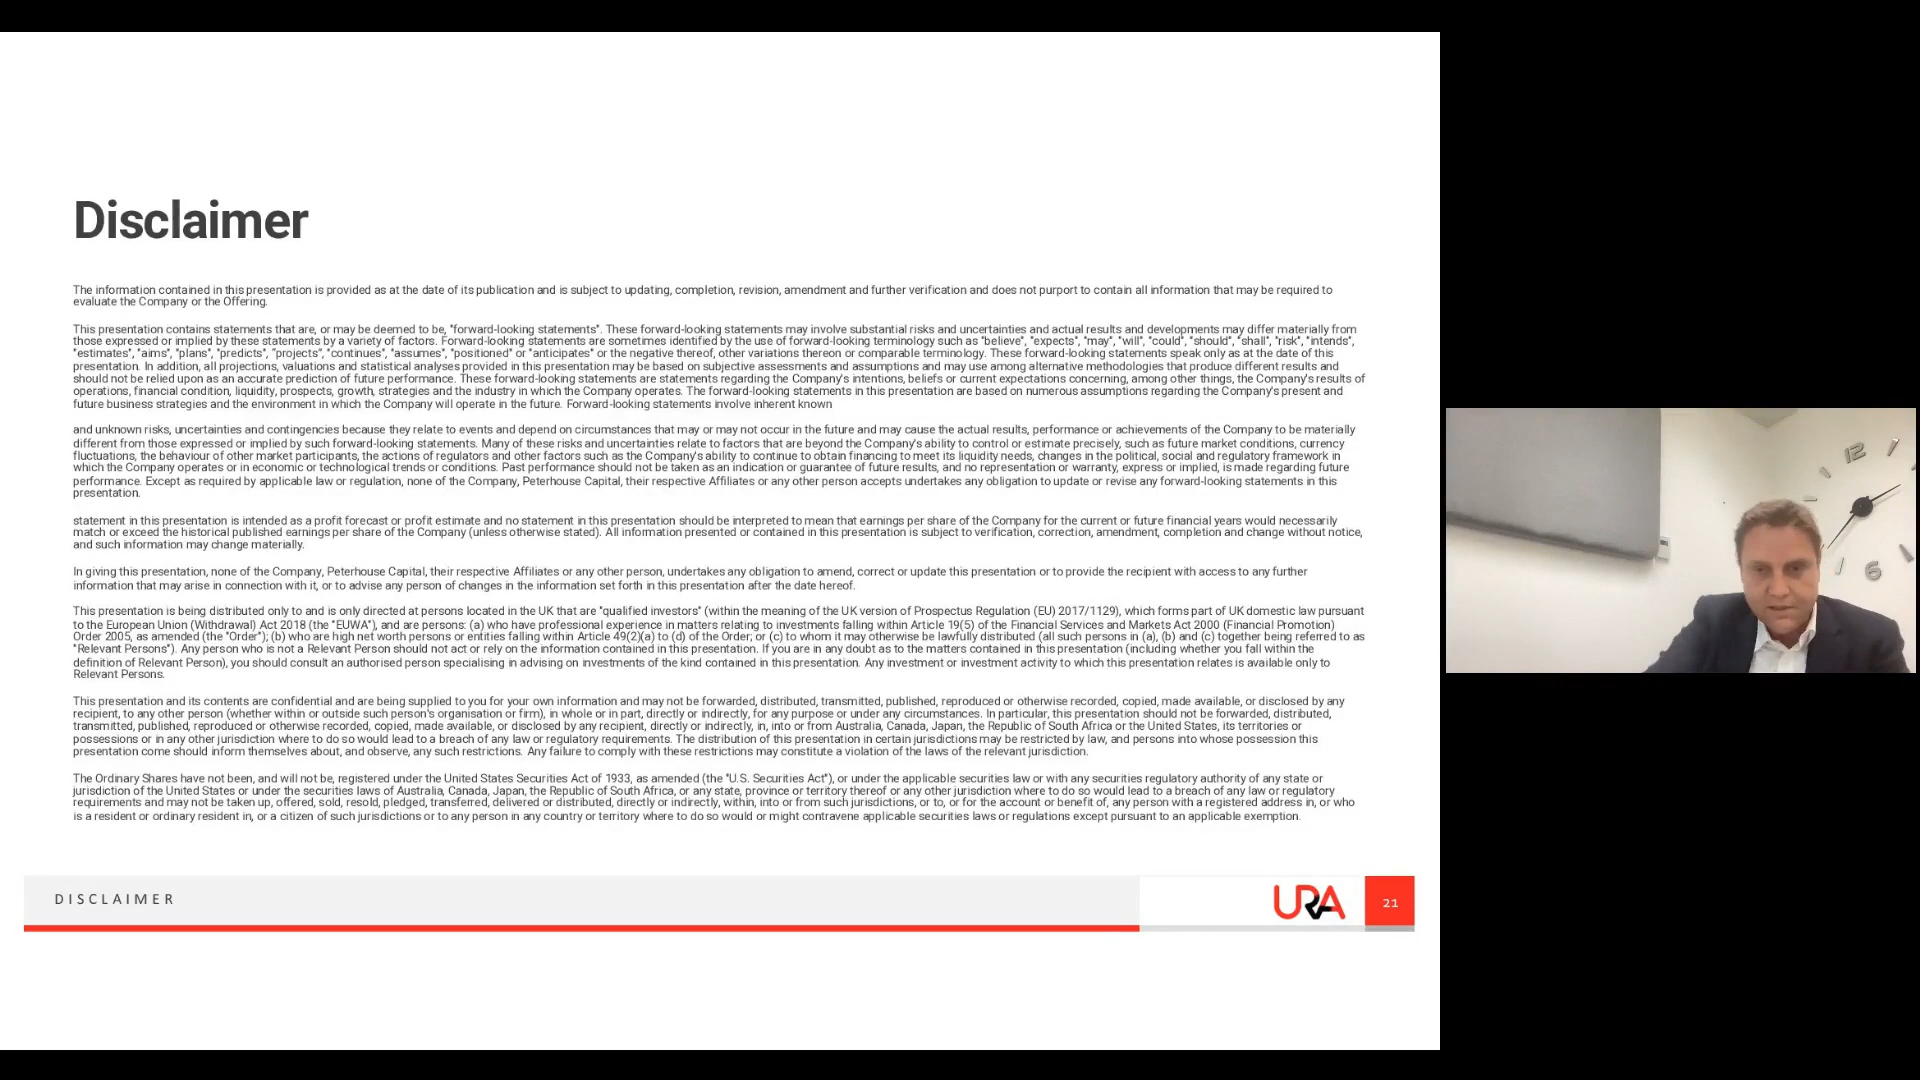 Disclaimer
The information contained in this presentation is provided as at the date of its publication and is subject to updating, completion, revision, amendment and further verification and does not purport to contain all information that may be required to
evaluate the Company or the Offering.
This presentation contains statements that are, or may be deemed to be, "forward-looking statements". These forward-looking statements may involve substantial risks and uncertainties and actual results and developments may differ materially from
those expressed or implied by these statements by a variety of factors. Forward-looking statements are sometimes identified by the use of forward-looking terminology such as "believe", "expects", "may", "will", "could", "should", "shall", "risk", "intends",
"estimates", "aims", "plans", "predicts", "projects", "continues", "assumes", "positioned" or "anticipates" or the negative thereof, other variations thereon or comparable terminology. These forward-looking statements speak only as at the date of this
presentation. In addition, all projections, valuations and statistical analyses provided in this presentation may be based on subjective assessments and assumptions and may use among alternative methodologies that produce different results and
should not be relied upon as an accurate prediction of future performance. These forward-looking statements are statements regarding the Company's intentions, beliefs or current expectations concerning, among other things, the Company's results of
operations, financial condition, liquidity, prospects, growth, strategies and the industry in which the Company operates. The forward-looking statements in this presentation are based on numerous assumptions regarding the Company's present and
future business strategies and the environment in which the Company will operate in the future. Forward-looking statements involve inherent known
and unknown risks, uncertainties and contingencies because they relate to events and depend on circumstances that may or may not occur in the future and may cause the actual results, performance or achievements of the Company to be materially
different from those expressed or implied by such forward-looking statements. Many of these risks and uncertainties relate to factors that are beyond the Company's ability to control or estimate precisely, such as future market conditions, currency
fluctuations, the behaviour of other market participants, the actions of regulators and other factors such as the Company's ability to continue to obtain financing to meet its liquidity needs, changes in the political, social and regulatory framework in
which the Company operates or in economic or technological trends or conditions. Past performance should not be taken as an indication or guarantee of future results, and no representation or warranty, express or implied, is made regarding future
performance. Except as required by applicable law or regulation, none of the Company, Peterhouse Capital, their respective Affiliates or any other person accepts undertakes any obligation to update or revise any forward-looking statements in this
presentation.
statement in this presentation is intended as a profit forecast or profit estimate and no statement in this presentation should be interpreted to mean that earnings per share of the Company for the current or future financial years would necessarily
match or exceed the historical published earnings per share of the Company (unless otherwise stated). All information presented or contained in this presentation is subject to verification, correction, amendment, completion and change without notice,
and such information may change materially.
In giving this presentation, none of the Company, Peterhouse Capital, their respective Affiliates or any other person, undertakes any obligation to amend, correct or update this presentation or to provide the recipient with access to any further
information that may arise in connection with it, or to advise any person of changes in the information set forth in this presentation after the date hereof.
This presentation is being distributed only to and is only directed at persons located in the UK that are "qualified investors" (within the meaning of the UK version of Prospectus Regulation (EU) 2017/1129), which forms part of UK domestic law pursuant
to the European Union (Withdrawal) Act 2018 (the "EUWA"), and are persons: (a) who have professional experience in matters relating to investments falling within Article 19(5) of the Financial Services and Markets Act 2000 (Financial Promotion)
Order 2005, as amended (the "Order"); (b) who are high net worth persons or entities falling within Article 49(2)(a) to (d) of the Order; or (c) to whom it may otherwise be lawfully distributed (all such persons in (a), (b) and (c) together being referred to as
"Relevant Persons"). Any person who is not a Relevant Person should not act or rely on the information contained in this presentation. If you are in any doubt as to the matters contained in this presentation (including whether you fall within the
definition of Relevant Person), you should consult an authorised person specialising in advising on investments of the kind contained in this presentation. Any investment or investment activity to which this presentation relates is available only to
Relevant Persons.
This presentation and its contents are confidential and are being supplied to you for your own information and may not be forwarded, distributed, transmitted, published, reproduced or otherwise recorded, copied, made available, or disclosed by any
recipient, to any other person (whether within or outside such person's organisation or firm), in whole or in part, directly or indirectly, for any purpose or under any circumstances. In particular, this presentation should not be forwarded, distributed,
transmitted, published, reproduced or otherwise recorded, copied, made available, or disclosed by any recipient, directly or indirectly, in, into or from Australia, Canada, Japan, the Republic of South Africa or the United States, its territories or
possessions or in any other jurisdiction where to do so would lead to a breach of any law or regulatory requirements. The distribution of this presentation in certain jurisdictions may be restricted by law, and persons into whose possession this
presentation come should inform themselves about, and observe, any such restrictions. Any failure to comply with these restrictions may constitute a violation of the laws of the relevant jurisdiction.
The Ordinary Shares have not been, and will not be, registered under the United States Securities Act of 1933, as amended (the "U.S. Securities Act"), or under the applicable securities law or with any securities regulatory authority of any state or
jurisdiction of the United States or under the securities laws of Australia, Canada, Japan, the Republic of South Africa, or any state, province or territory thereof or any other jurisdiction where to do so would lead to a breach of any law or regulatory
requirements and may not be taken up, offered, sold, resold, pledged, transferred, delivered or distributed, directly or indirectly, within, into or from such jurisdictions, or to, or for the account or benefit of, any person with a registered address in, or who
is a resident or ordinary resident in, or a citizen of such jurisdictions or to any person in any country or territory where to do so would or might contravene applicable securities laws or regulations except pursuant to an applicable exemption.
DISCLAIMER
URA
21
12
6